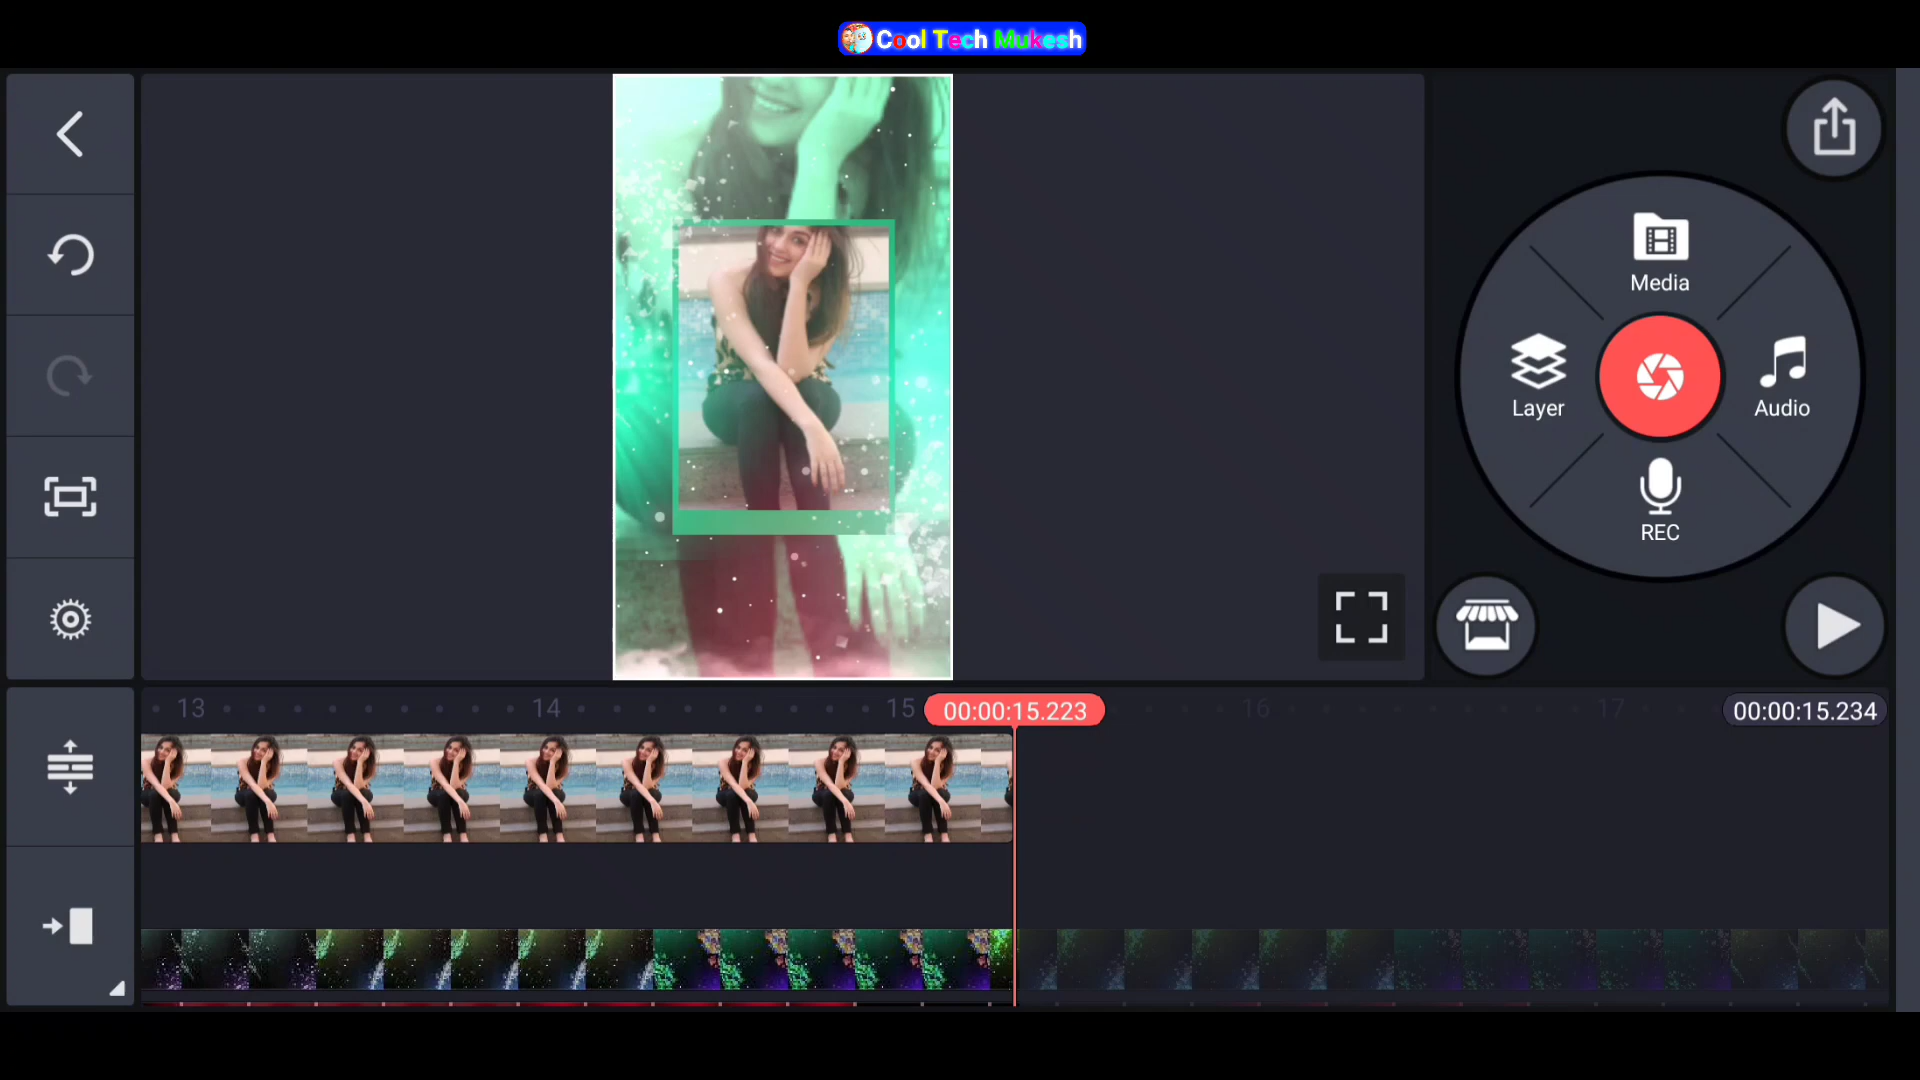 Cool Tech Mukesh
Media
Layer
Audio
REC
13
14
15
00:00:15.223
16
17
00:00:15.234